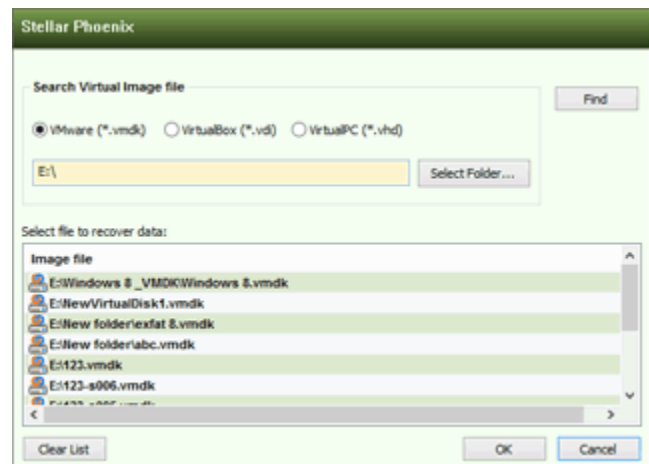 Stellar Phoenix
Search Virtual Image file
Find
VMware (*.vmdk) VirtualBox (*.vdi) VirtualPC (*.vhd)
E:\
Select Folder...
Select file to recover data:
Image file
E:\Windows 8 _VMDK\Windows 8.vmdk
E:\NewVirtualDisk1.vmdk
E:\New folder\exfat 8.vmdk
E:\New folder\abc.vmdk
E:\123.vmdk
E:\123-s006.vmdk
Clear List
OK
Cancel